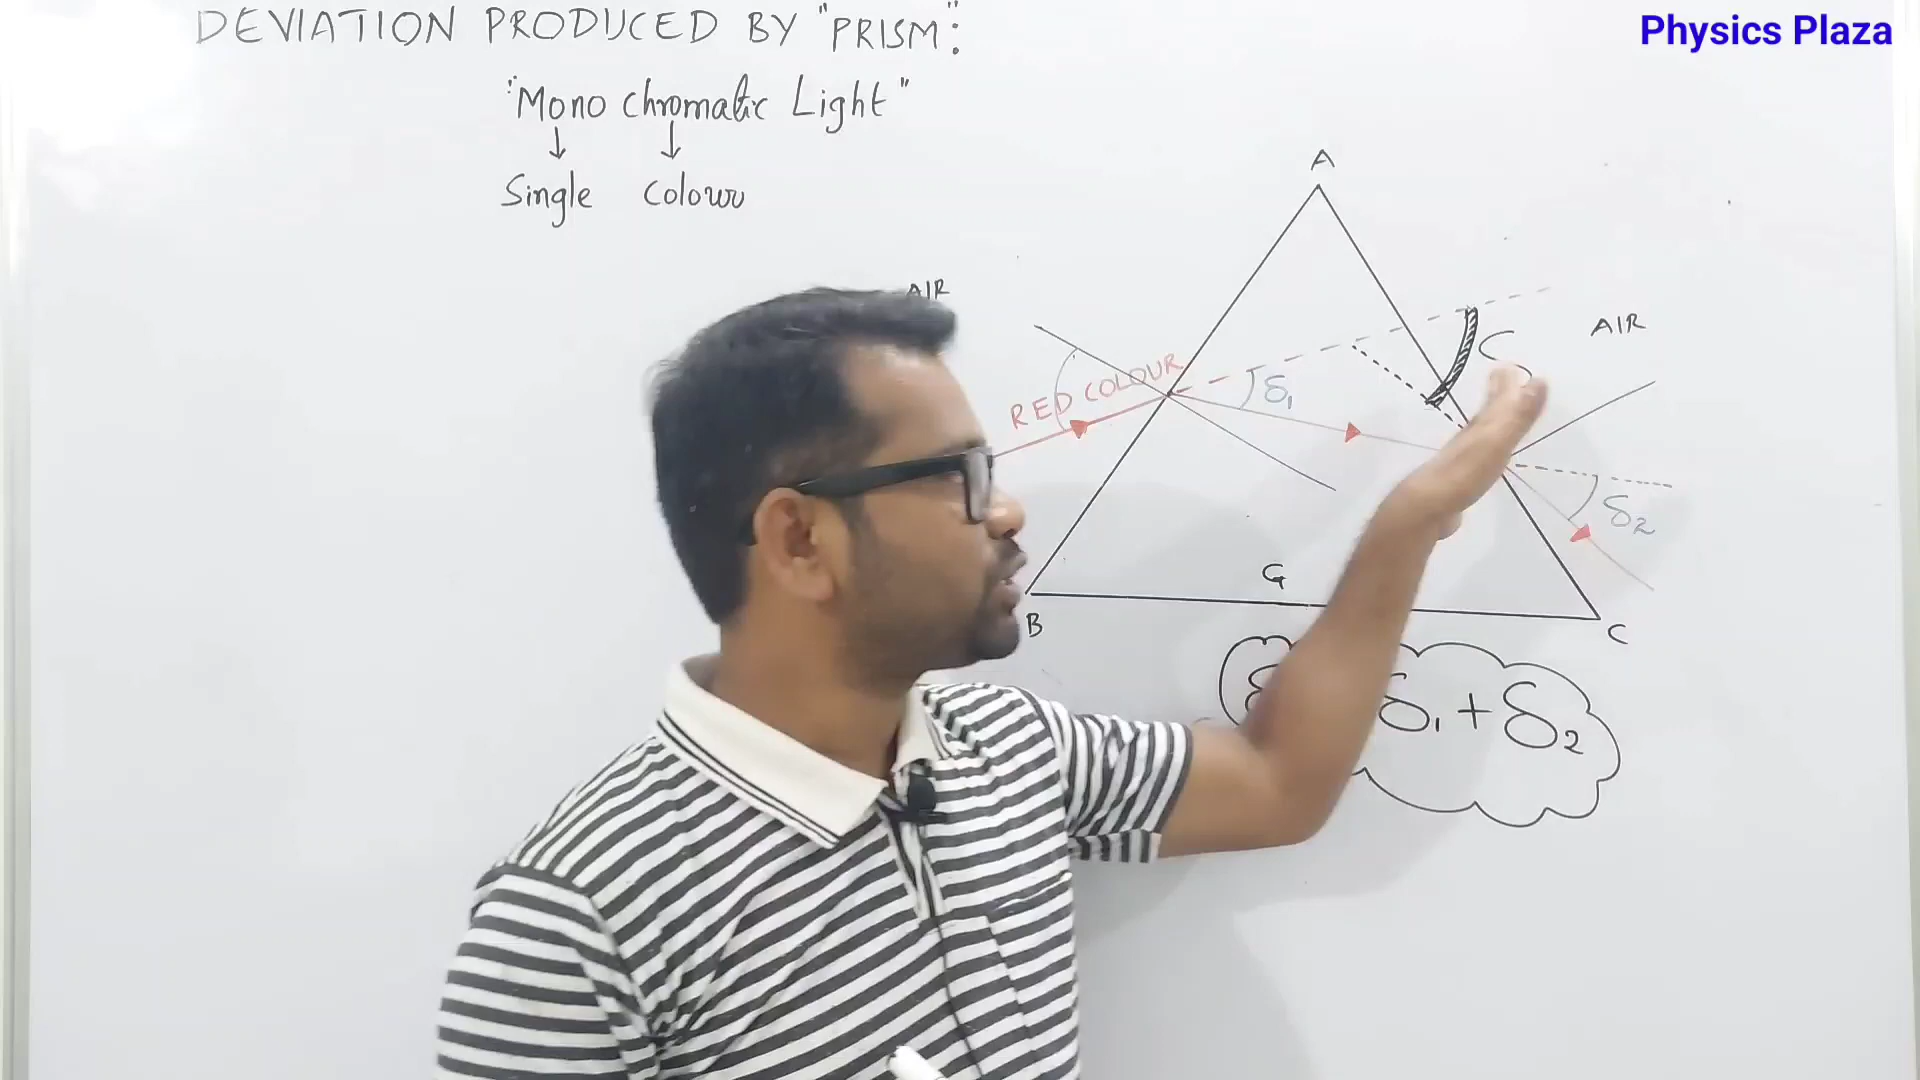 DEVIATION PRODUCED BY "PRISM":
Physics Plaza
"Mono Chromatic Light"
↓ ↓
Single Colour
A
AIR
AIR
RED COLOUR
δ₁
δ
δ₂
G
B
C
δ₁ + δ₂